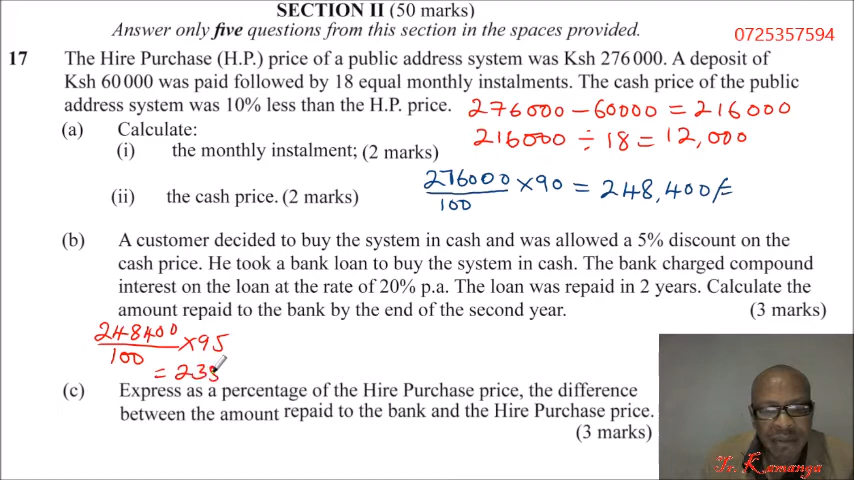 SECTION II (50 marks)
Answer only five questions from this section in the spaces provided.
0725357594
17 The Hire Purchase (H.P.) price of a public address system was Ksh 276 000. A deposit of
Ksh 60 000 was paid followed by 18 equal monthly instalments. The cash price of the public
address system was 10% less than the H.P. price.
276000 - 60000 = 216000
(a) Calculate:
216000 ÷ 18 = 12,000
(i) the monthly instalment; (2 marks)
(ii) the cash price. (2 marks)
276000/100 × 90 = 248,400/=
(b) A customer decided to buy the system in cash and was allowed a 5% discount on the
cash price. He took a bank loan to buy the system in cash. The bank charged compound
interest on the loan at the rate of 20% p.a. The loan was repaid in 2 years. Calculate the
amount repaid to the bank by the end of the second year. (3 marks)
248400/100 × 95
= 235
(c) Express as a percentage of the Hire Purchase price, the difference
between the amount repaid to the bank and the Hire Purchase price.
(3 marks)
Tr. Kamanga